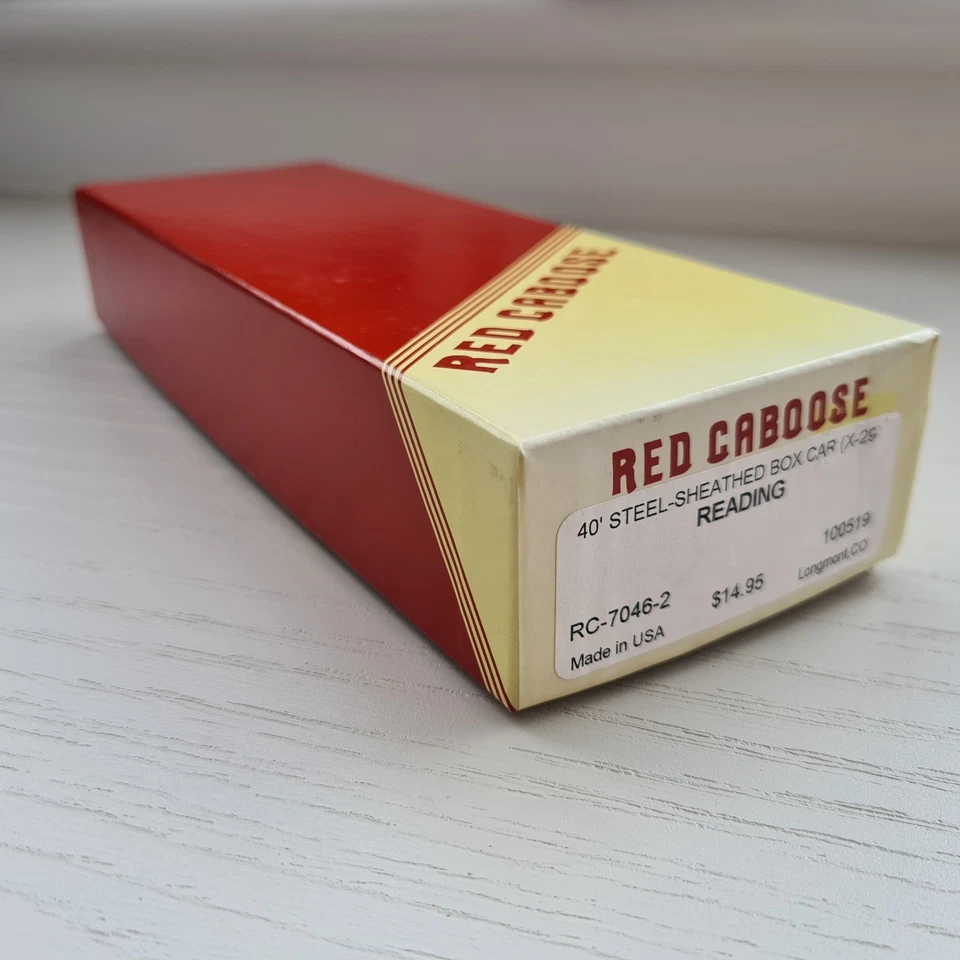 RED CABOOSE
RED CABOOSE
40' STEEL-SHEATHED BOX CAR (X-29
READING
100519
RC-7046-2 $14.95 Longmont,CO
Made in USA